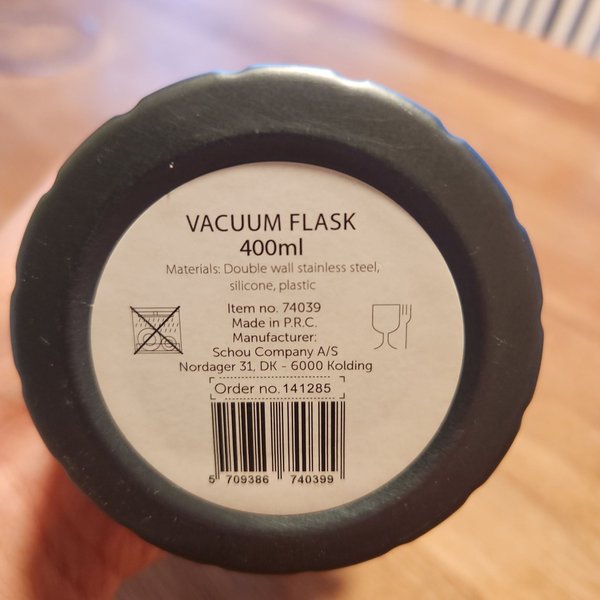 VACUUM FLASK
400ml
Materials: Double wall stainless steel,
silicone, plastic
Item no. 74039
Made in P.R.C.
Manufacturer:
Schou Company A/S
Nordager 31, DK - 6000 Kolding
Order no. 141285
5 709386 740399